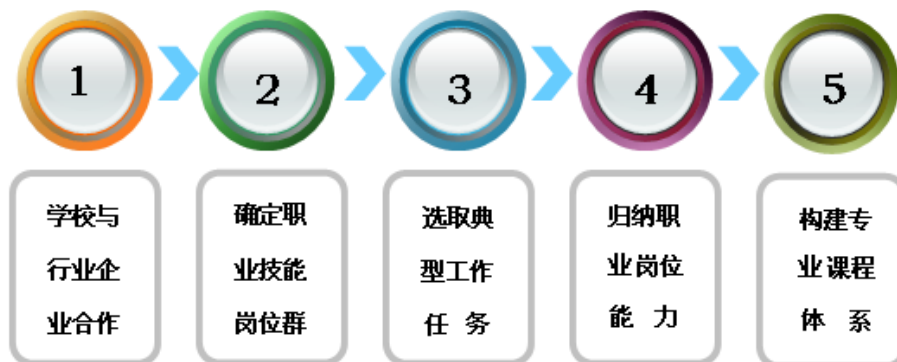 1
2
3
4
5
学校与
行业企
业合作
确定职
业技能
岗位群
选取典
型工作
任 务
归纳职
业岗位
能 力
构建专
业课程
体 系